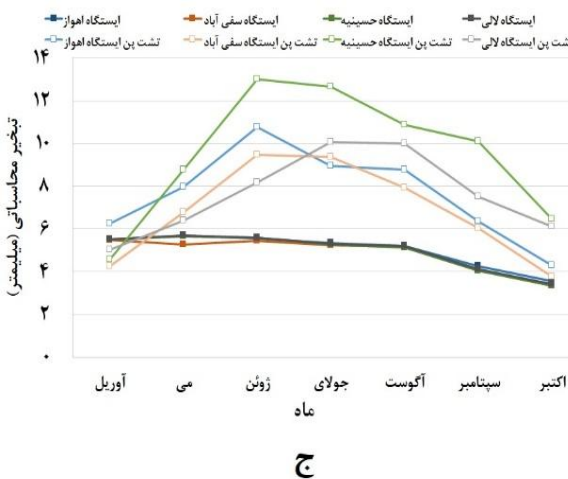 ایستگاه اهواز ایستگاه سفی آباد ایستگاه حسینیه ایستگاه لالی
تشت پن ایستگاه اهواز تشت پن ایستگاه سفی آباد تشت پن ایستگاه حسینیه تشت پن ایستگاه لالی
تبخیر محاسباتی (میلیمتر)
۱۴
۱۲
۱۰
۸
۶
۴
۲
۰
آوریل می ژوئن جولای آگوست سپتامبر اکتبر
ماه
ج